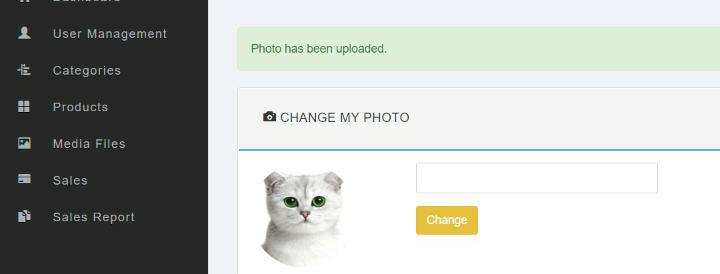 User Management
Categories
Products
Media Files
Sales
Sales Report
Photo has been uploaded.
CHANGE MY PHOTO
Change